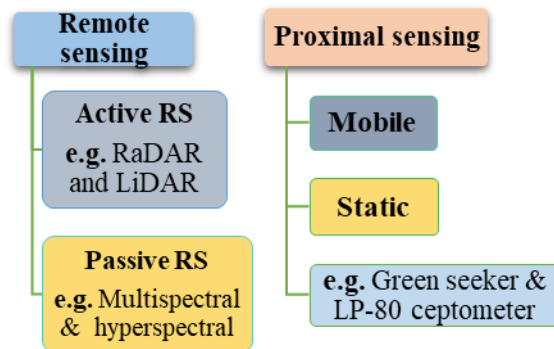 Remote
sensing
Active RS
e.g. RaDAR
and LiDAR
Passive RS
e.g. Multispectral
& hyperspectral
Proximal sensing
Mobile
Static
e.g. Green seeker &
LP-80 ceptometer